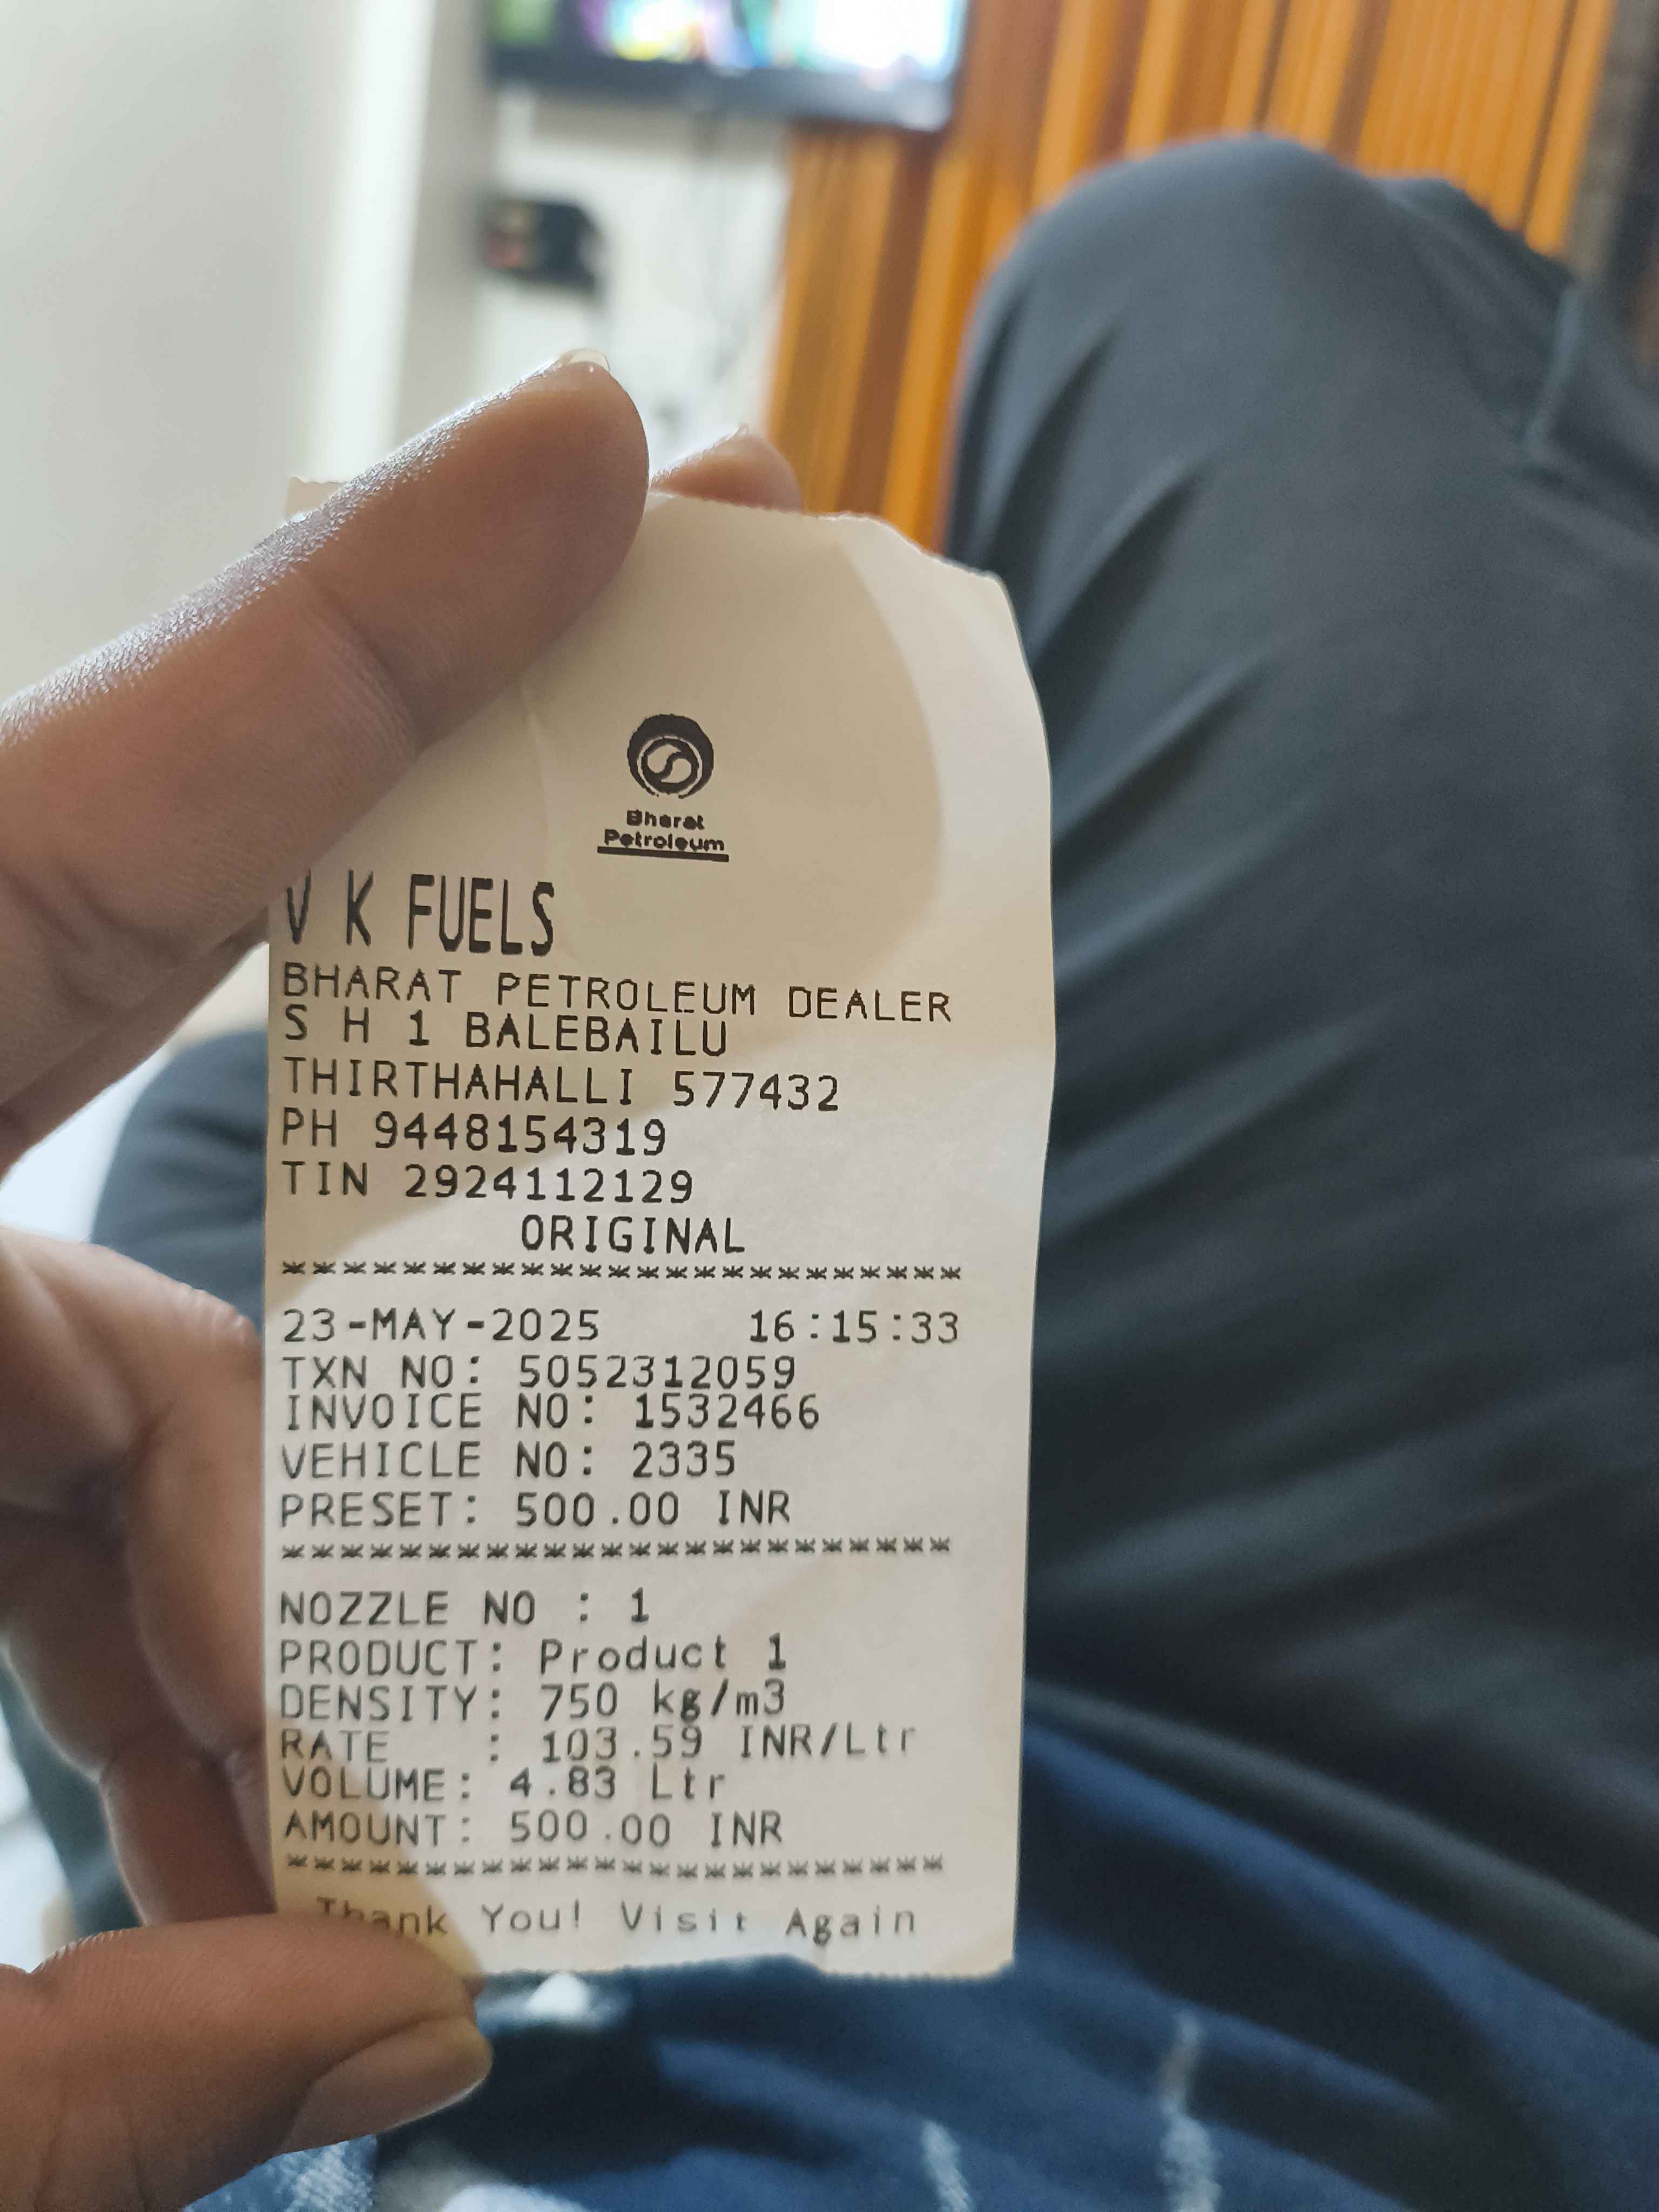 Bharat
Petroleum
V K FUELS
BHARAT PETROLEUM DEALER
S H 1 BALEBAILU
THIRTHAHALLI 577432
PH 9448154319
TIN 2924112129
ORIGINAL
************************
23-MAY-2025 16:15:33
TXN NO: 5052312059
INVOICE NO: 1532466
VEHICLE NO: 2335
PRESET: 500.00 INR
************************
NOZZLE NO : 1
PRODUCT: Product 1
DENSITY: 750 kg/m3
RATE : 103.59 INR/Ltr
VOLUME: 4.83 Ltr
AMOUNT: 500.00 INR
************************
Thank You! Visit Again